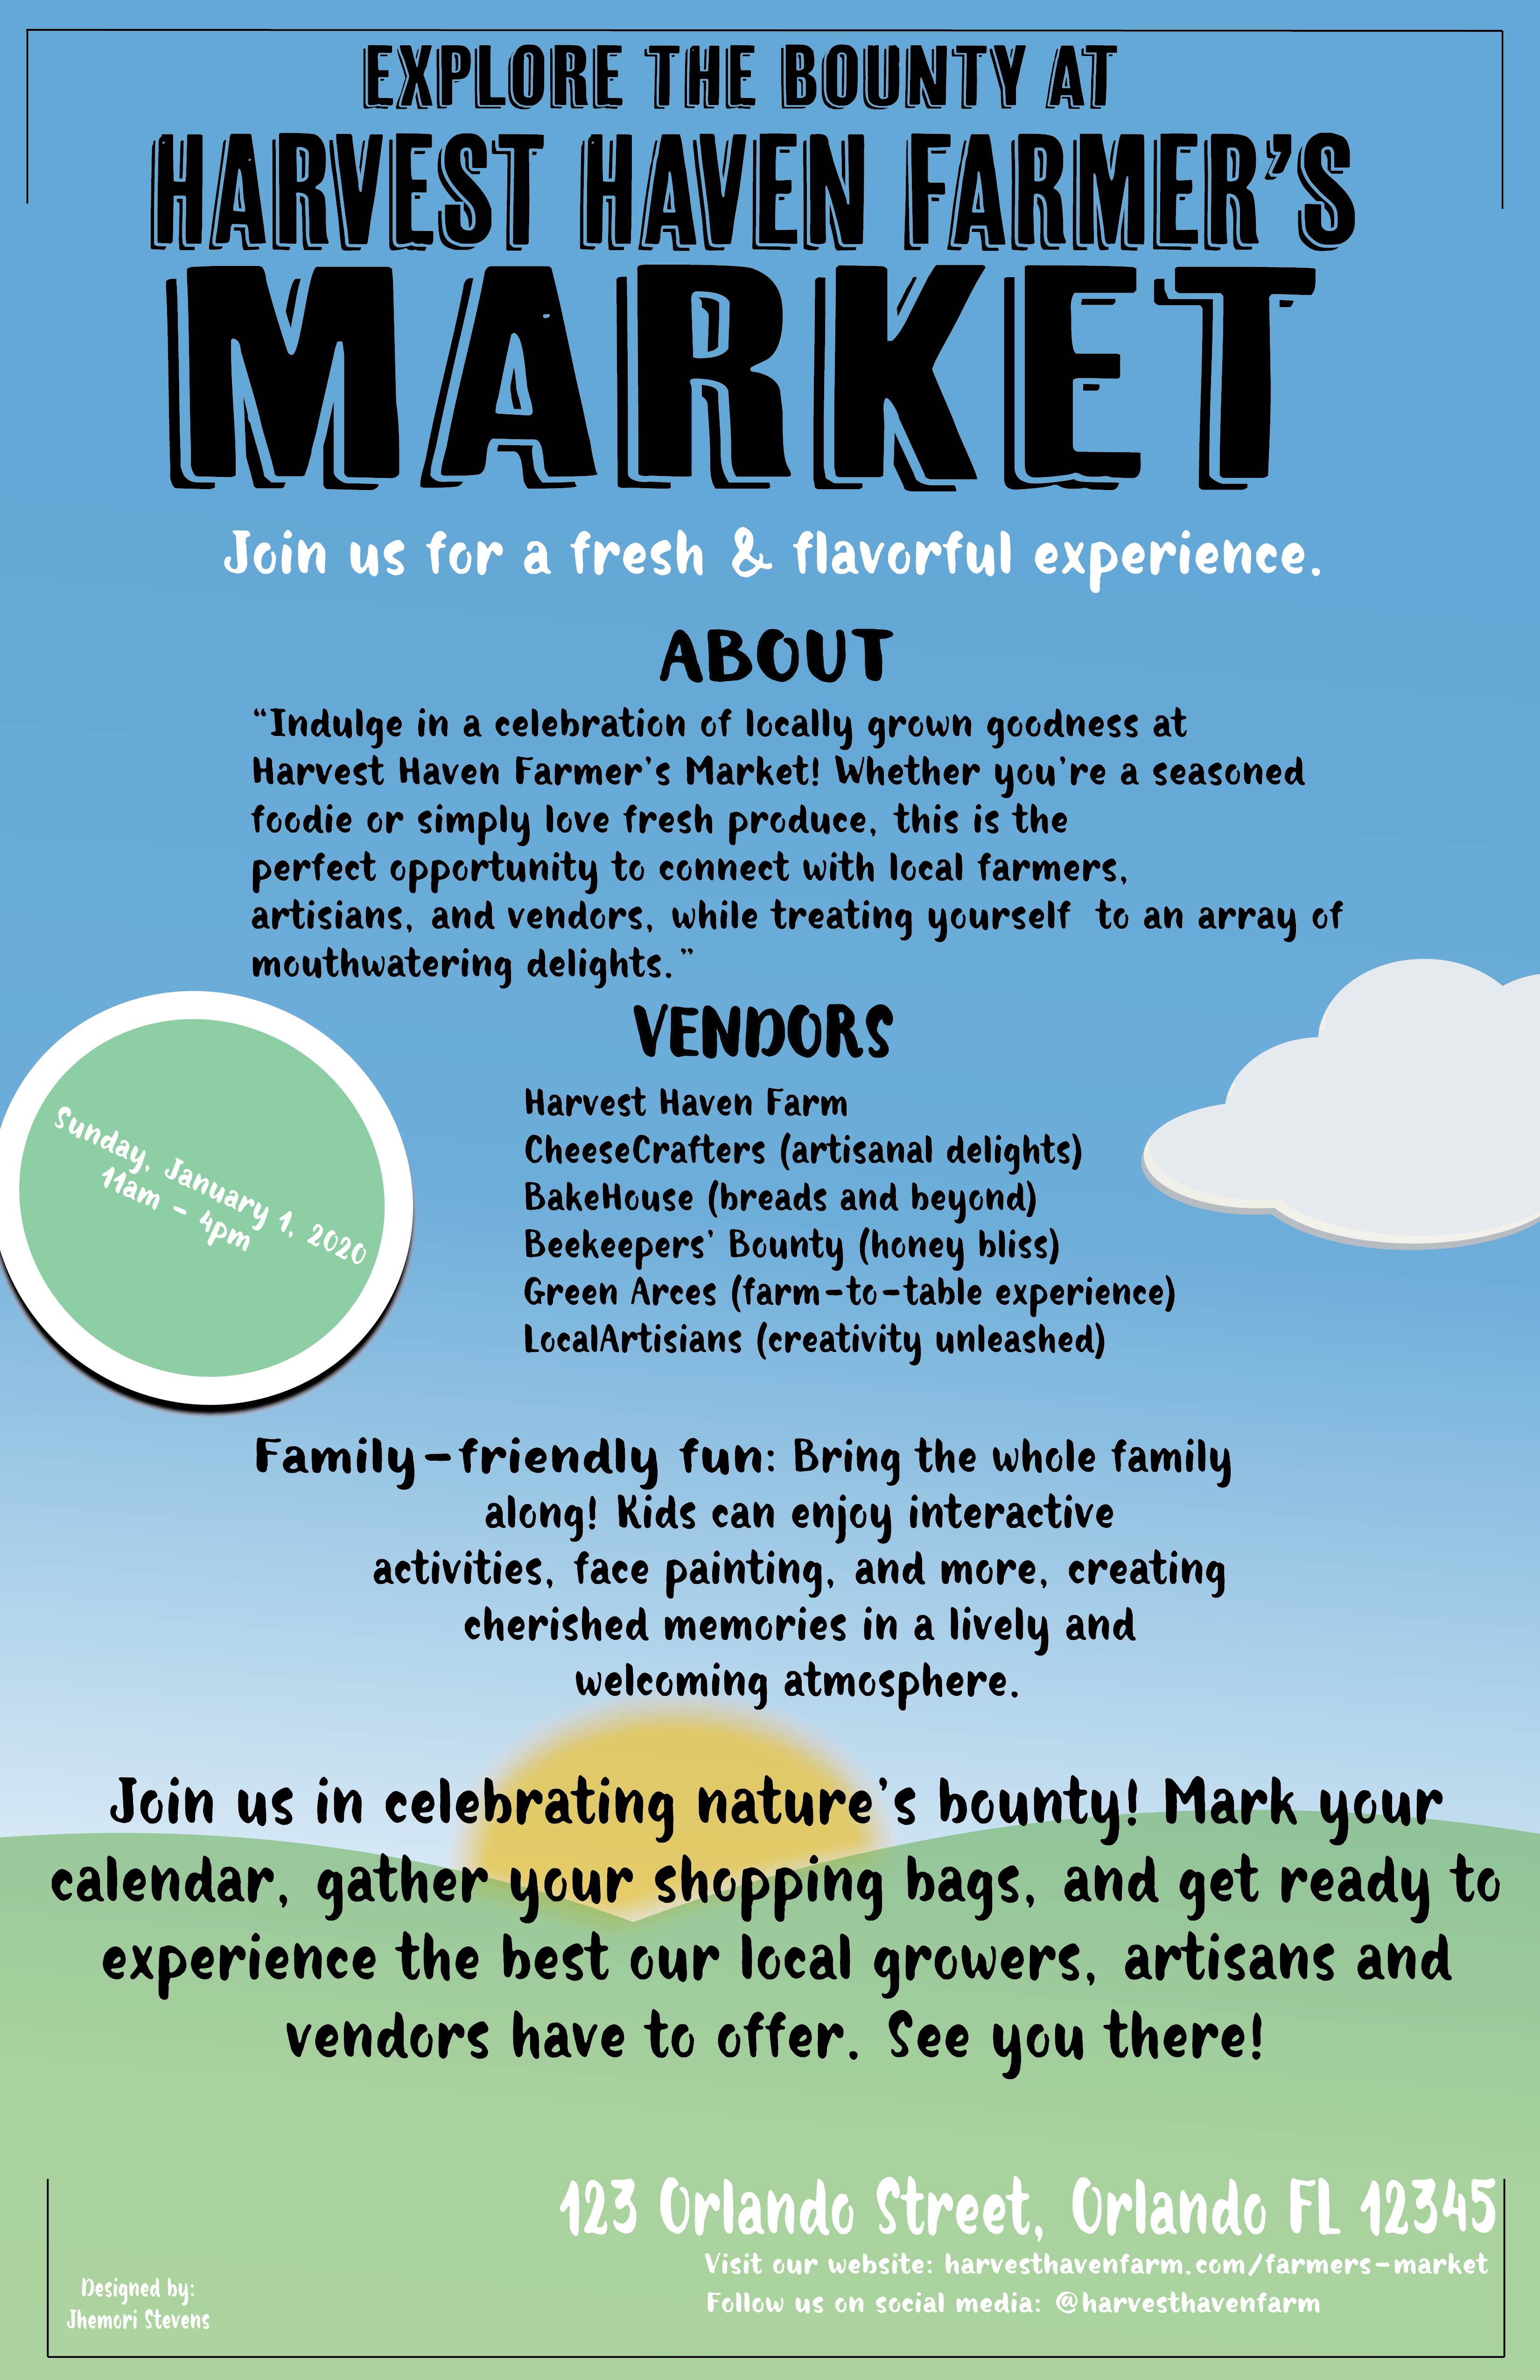 EXPLORE THE BOUNTY AT
HARVEST HAVEN FARMER'S
MARKET
Join us for a fresh & flavorful experience.
ABOUT
“Indulge in a celebration of locally grown goodness at
Harvest Haven Farmer's Market! Whether you're a seasoned
foodie or simply love fresh produce, this is the
perfect opportunity to connect with local farmers,
artisians, and vendors, while treating yourself to an array of
mouthwatering delights.”
Sunday, January 1, 2020
11am - 4pm
VENDORS
Harvest Haven Farm
CheeseCrafters (artisanal delights)
BakeHouse (breads and beyond)
Beekeepers' Bounty (honey bliss)
Green Arces (farm-to-table experience)
LocalArtisians (creativity unleashed)
Family-friendly fun: Bring the whole family
along! Kids can enjoy interactive
activities, face painting, and more, creating
cherished memories in a lively and
welcoming atmosphere.
Join us in celebrating nature's bounty! Mark your
calendar, gather your shopping bags, and get ready to
experience the best our local growers, artisans and
vendors have to offer. See you there!
123 Orlando Street, Orlando FL 12345
Visit our website: harvesthavenfarm.com/farmers-market
Follow us on social media: @harvesthavenfarm
Designed by:
Jhemori Stevens